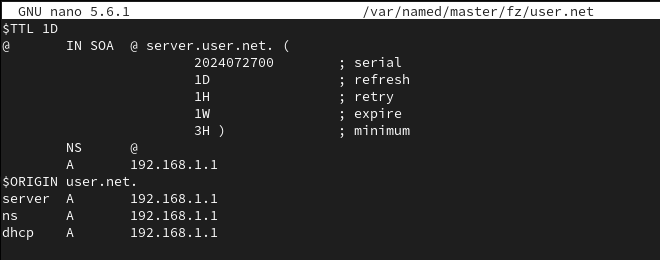 GNU nano 5.6.1 /var/named/master/fz/user.net
$TTL 1D
@ IN SOA @ server.user.net. (
2024072700 ; serial
1D ; refresh
1H ; retry
1W ; expire
3H ) ; minimum
NS @
A 192.168.1.1
$ORIGIN user.net.
server A 192.168.1.1
ns A 192.168.1.1
dhcp A 192.168.1.1